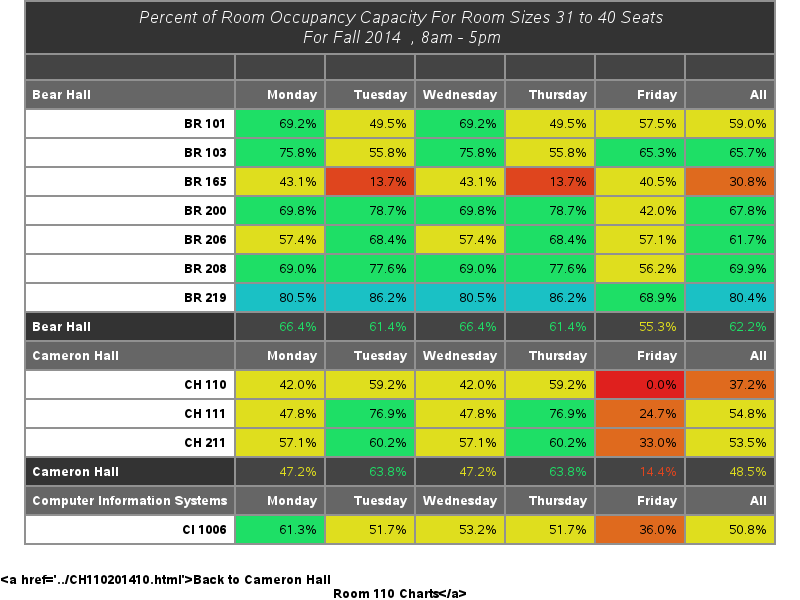 Percent of Room Occupancy Capacity For Room Sizes 31 to 40 Seats
For Fall 2014 , 8am - 5pm
Bear Hall Monday Tuesday Wednesday Thursday Friday All
BR 101 69.2% 49.5% 69.2% 49.5% 57.5% 59.0%
BR 103 75.8% 55.8% 75.8% 55.8% 65.3% 65.7%
BR 165 43.1% 13.7% 43.1% 13.7% 40.5% 30.8%
BR 200 69.8% 78.7% 69.8% 78.7% 42.0% 67.8%
BR 206 57.4% 68.4% 57.4% 68.4% 57.1% 61.7%
BR 208 69.0% 77.6% 69.0% 77.6% 56.2% 69.9%
BR 219 80.5% 86.2% 80.5% 86.2% 68.9% 80.4%
Bear Hall 66.4% 61.4% 66.4% 61.4% 55.3% 62.2%
Cameron Hall Monday Tuesday Wednesday Thursday Friday All
CH 110 42.0% 59.2% 42.0% 59.2% 0.0% 37.2%
CH 111 47.8% 76.9% 47.8% 76.9% 24.7% 54.8%
CH 211 57.1% 60.2% 57.1% 60.2% 33.0% 53.5%
Cameron Hall 47.2% 63.8% 47.2% 63.8% 14.4% 48.5%
Computer Information Systems Monday Tuesday Wednesday Thursday Friday All
CI 1006 61.3% 51.7% 53.2% 51.7% 36.0% 50.8%
<a href='../CH110201410.html'>Back to Cameron Hall
Room 110 Charts</a>